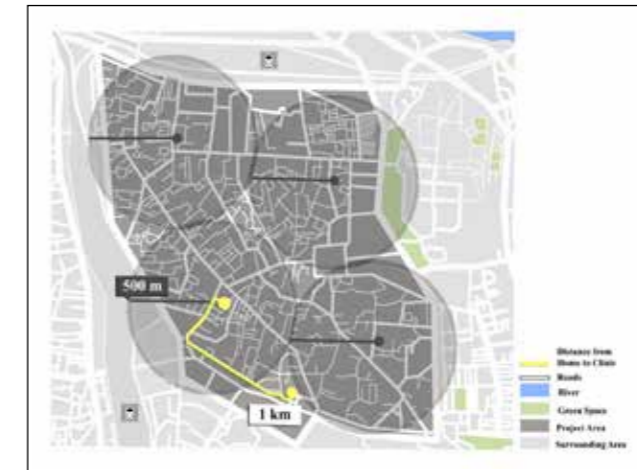 500 m
1 km
Distance from
Home to Clinic
Roads
River
Green Space
Project Area
Surrounding Area